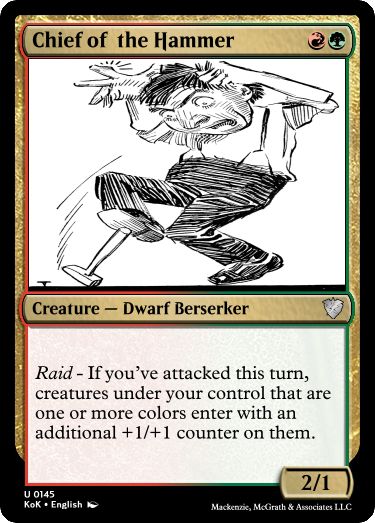 Chief of  the Hammer
Creature — Dwarf Berserker
Raid - If you've attacked this turn,
creatures under your control that are
one or more colors enter with an
additional +1/+1 counter on them.
2/1
U 0145
KoK • English
Mackenzie, McGrath & Associates LLC